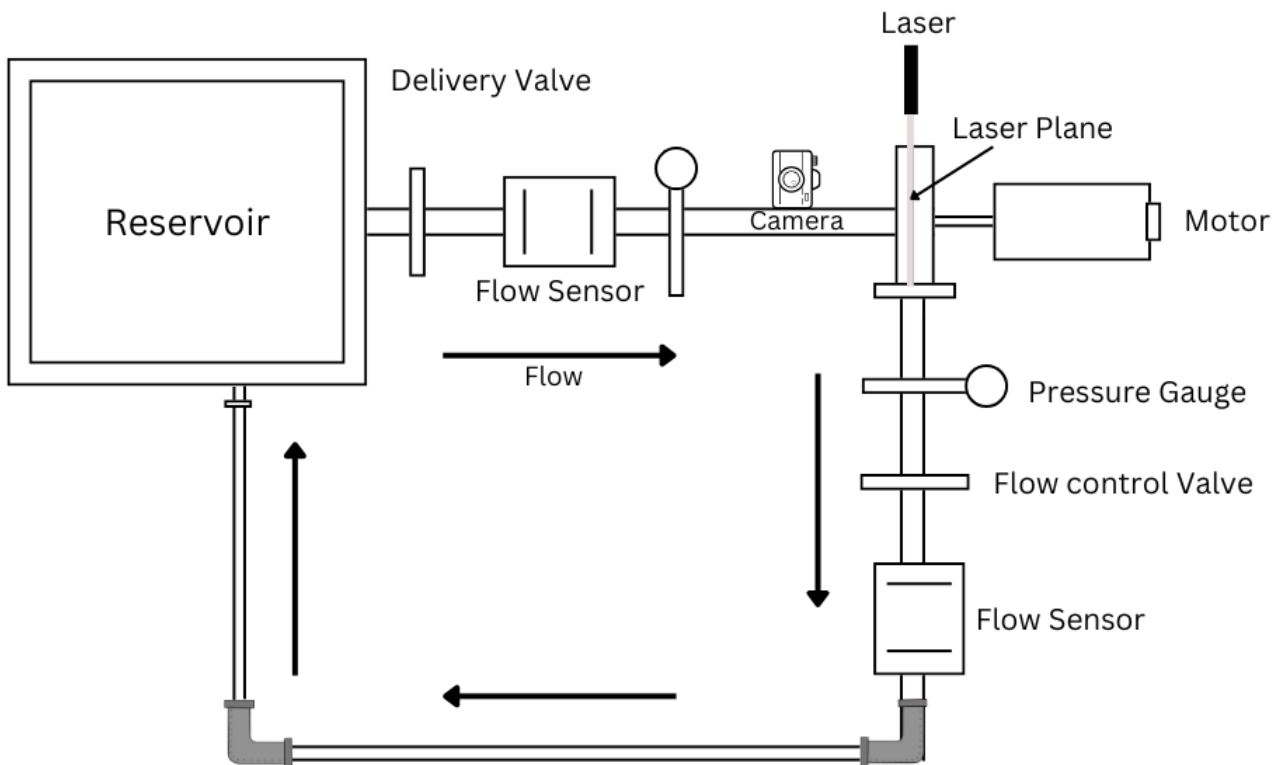 Laser
Delivery Valve
Laser Plane
Reservoir
Camera
Motor
Flow Sensor
Flow
Pressure Gauge
Flow control Valve
Flow Sensor